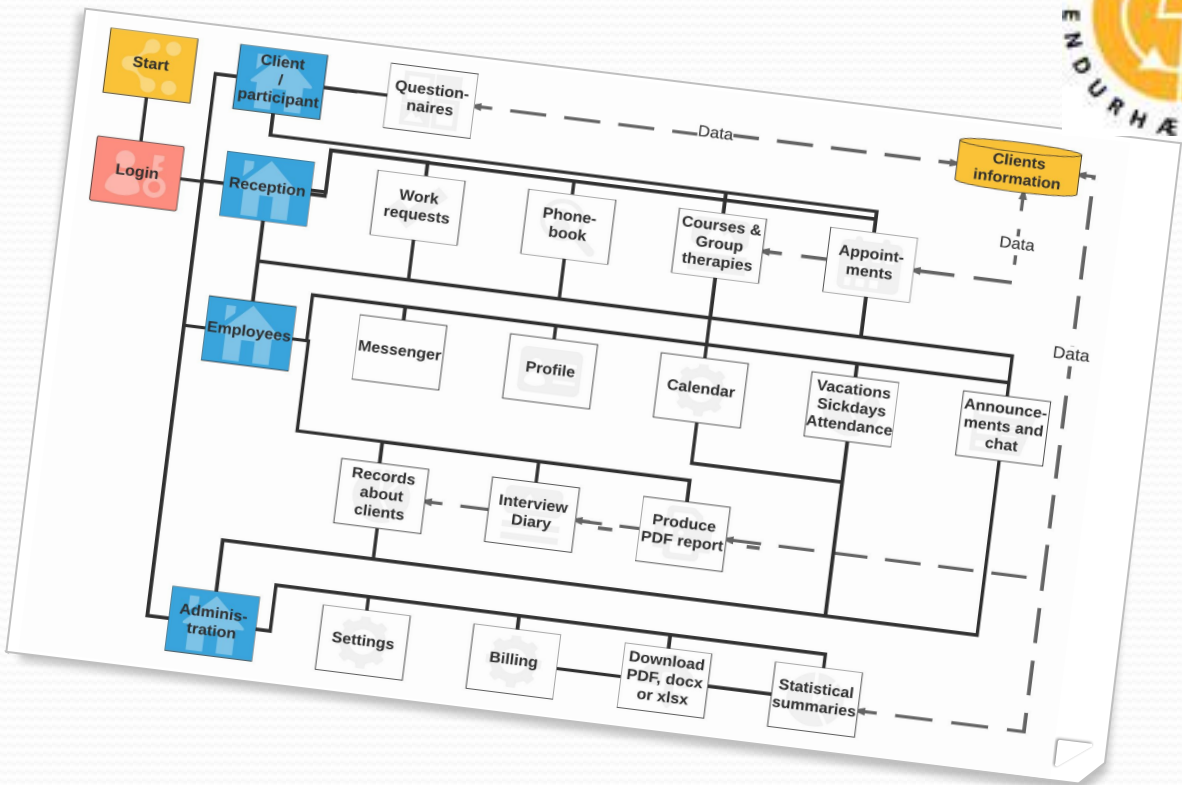 Start
Client
/
participant
Question-
naires
Data
Clients
information
ENDURHÆ
Login
Reception
Work
requests
Phone-
book
Courses &
Group
therapies
Appoint-
ments
Data
Employees
Messenger
Profile
Calendar
Vacations
Sickdays
Attendance
Announce-
ments and
chat
Data
Records
about
clients
Interview
Diary
Produce
PDF report
Adminis-
tration
Settings
Billing
Download
PDF, docx
or xlsx
Statistical
summaries